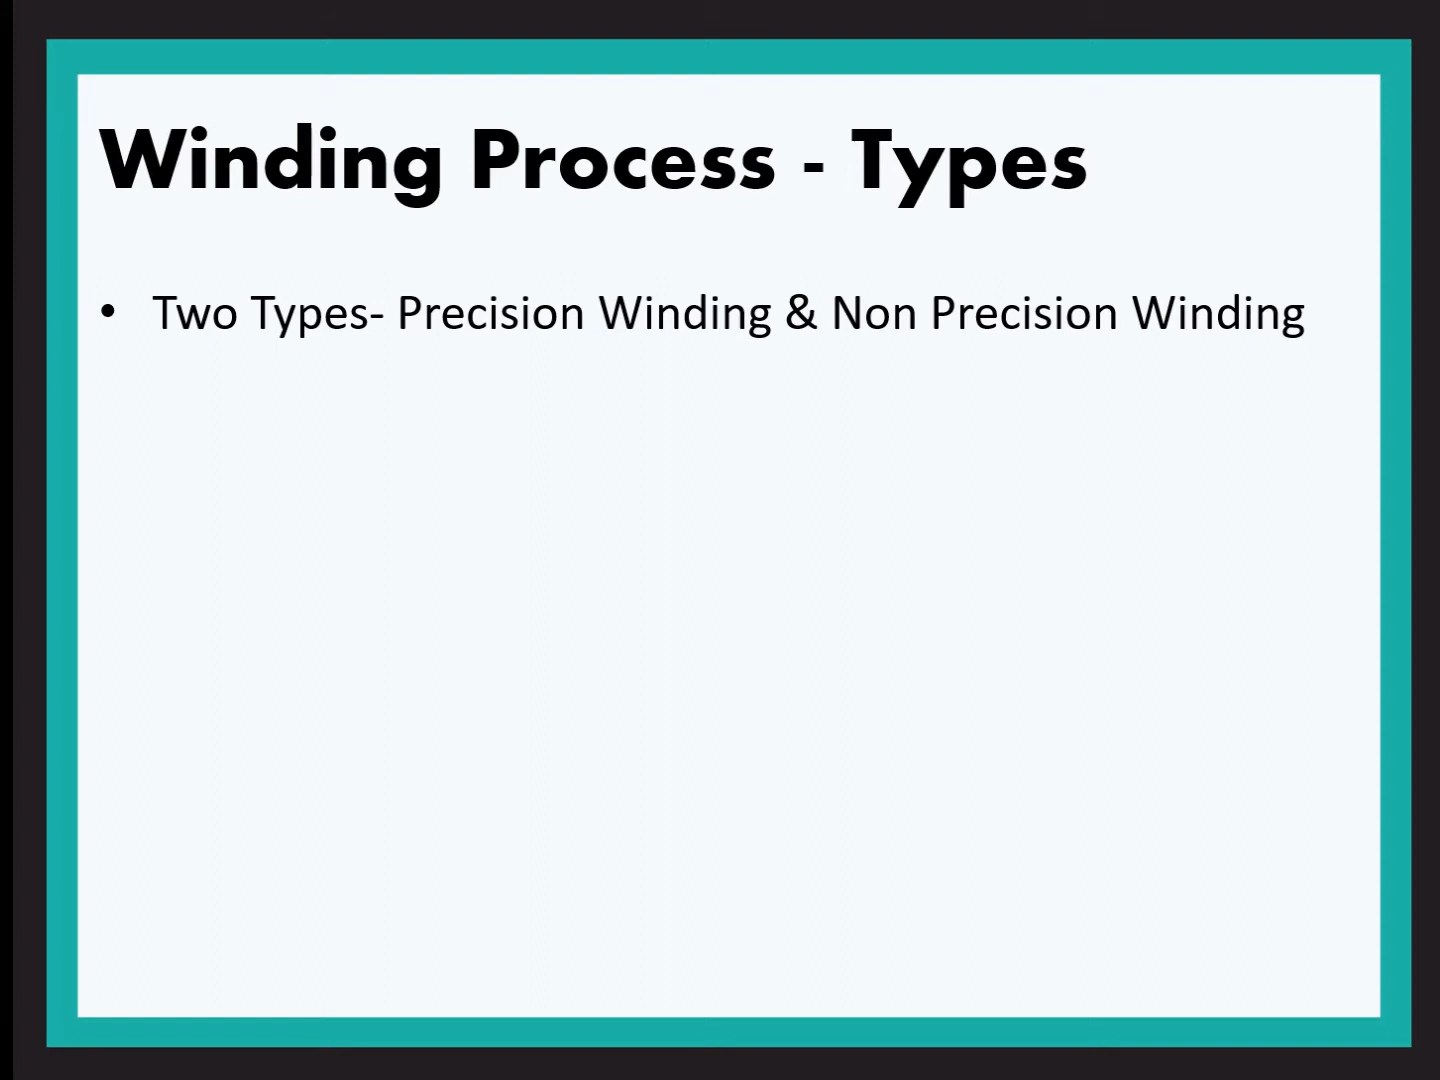 Winding Process - Types
• Two Types- Precision Winding & Non Precision Winding